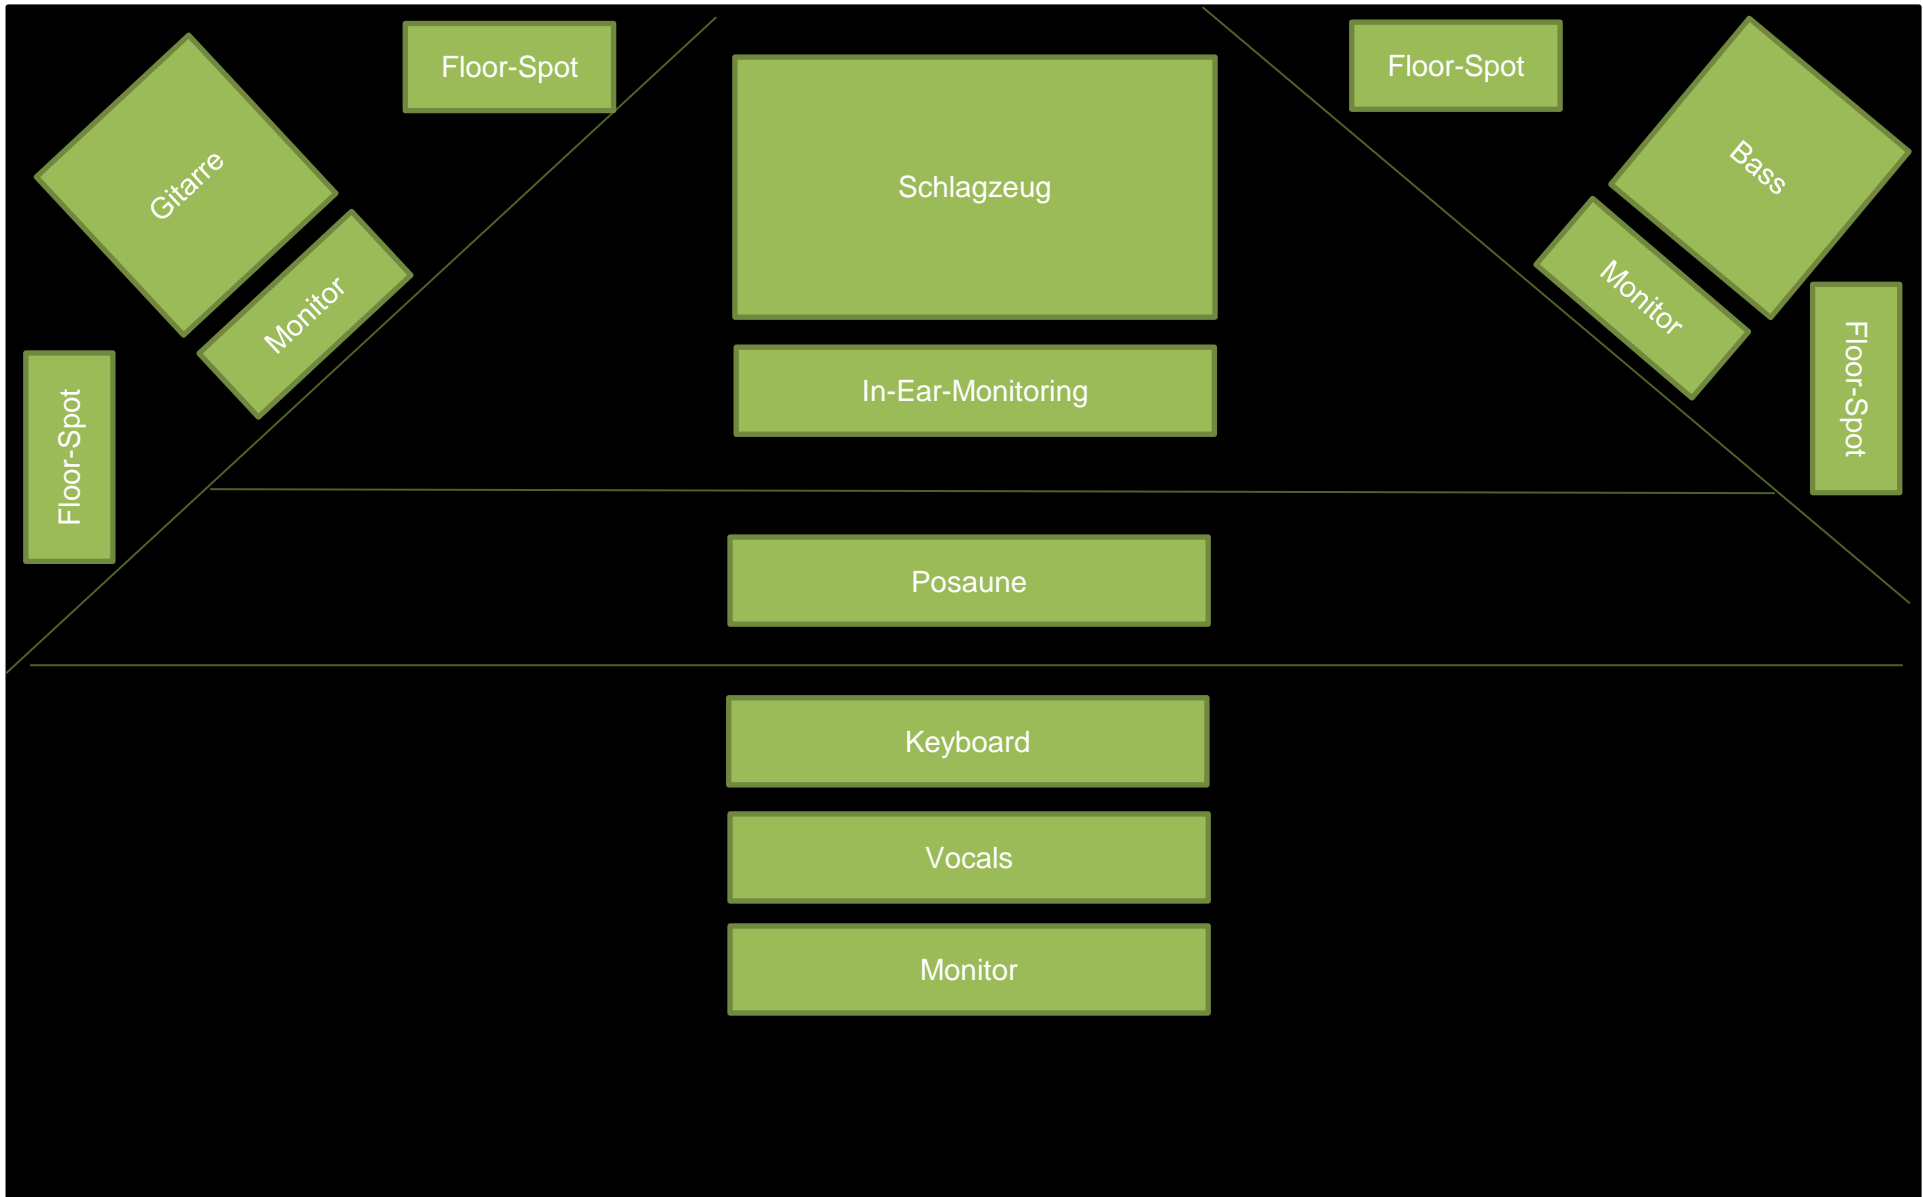 Floor-Spot
Floor-Spot
Gitarre
Schlagzeug
Bass
Monitor
Monitor
In-Ear-Monitoring
Floor-Spot
Floor-Spot
Posaune
Keyboard
Vocals
Monitor